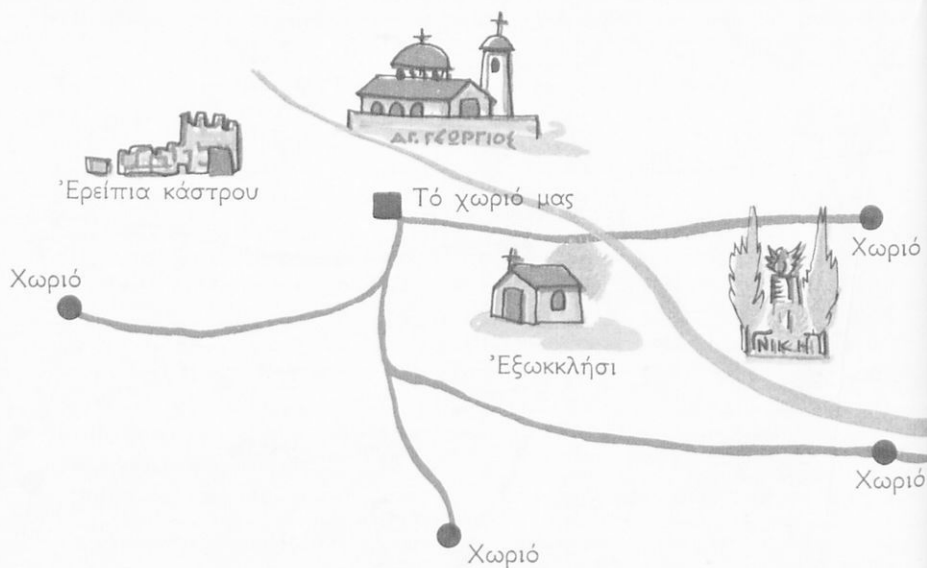 ΑΓ. ΓΕΩΡΓΙΟΣ
Ἐρείπια κάστρου
Τό χωριό μας
Χωριό
Χωριό
ΝΙΚΗ
Ἐξωκκλήσι
Χωριό
Χωριό